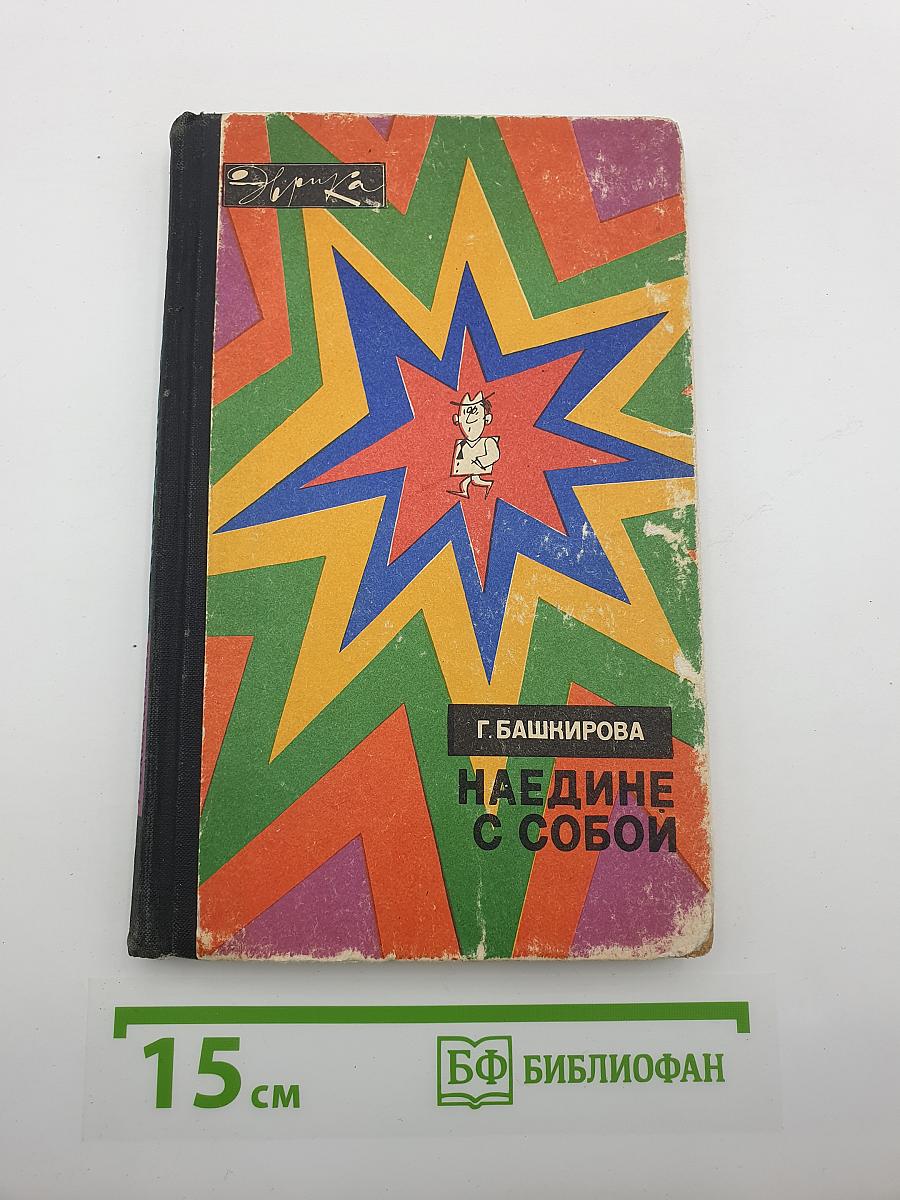 Эврика
Г. БАШКИРОВА
НАЕДИНЕ
С СОБОЙ
15 см
БФ БИБЛИОФАН